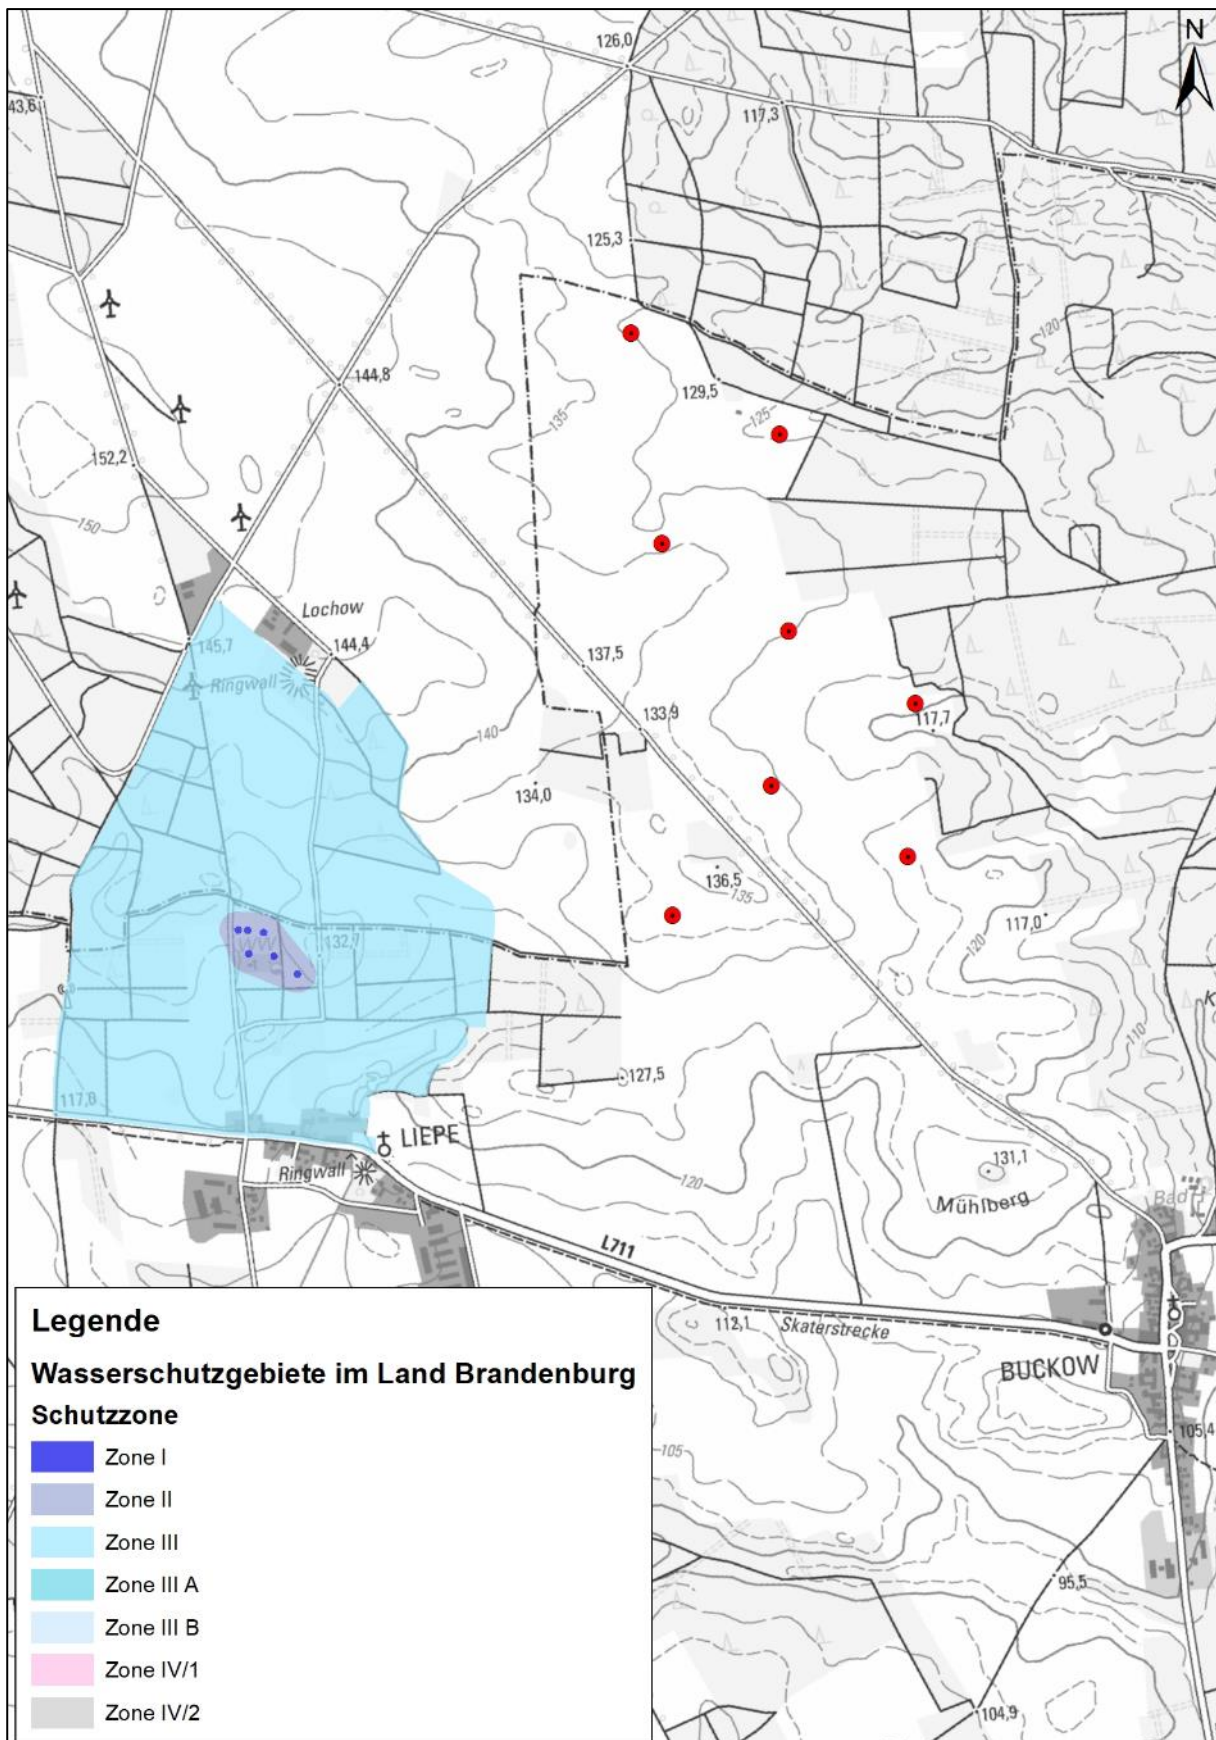 N
126,0
43,6
117,3
125,3
120
144,8
135
129,5
125
152,2
150
Lochow
144,4
145,7
Ringwall
137,5
133,9
117,7
140
134,0
136,5
135
117,0
120
WW
132,7
110
K
127,5
117,8
LIEPE
Ringwall
120
131,1
Mühlberg
Bad
L711
112,1
Skaterstrecke
BUCKOW
105,4
105
95,5
104,9
Legende
Wasserschutzgebiete im Land Brandenburg
Schutzzone
Zone I
Zone II
Zone III
Zone III A
Zone III B
Zone IV/1
Zone IV/2